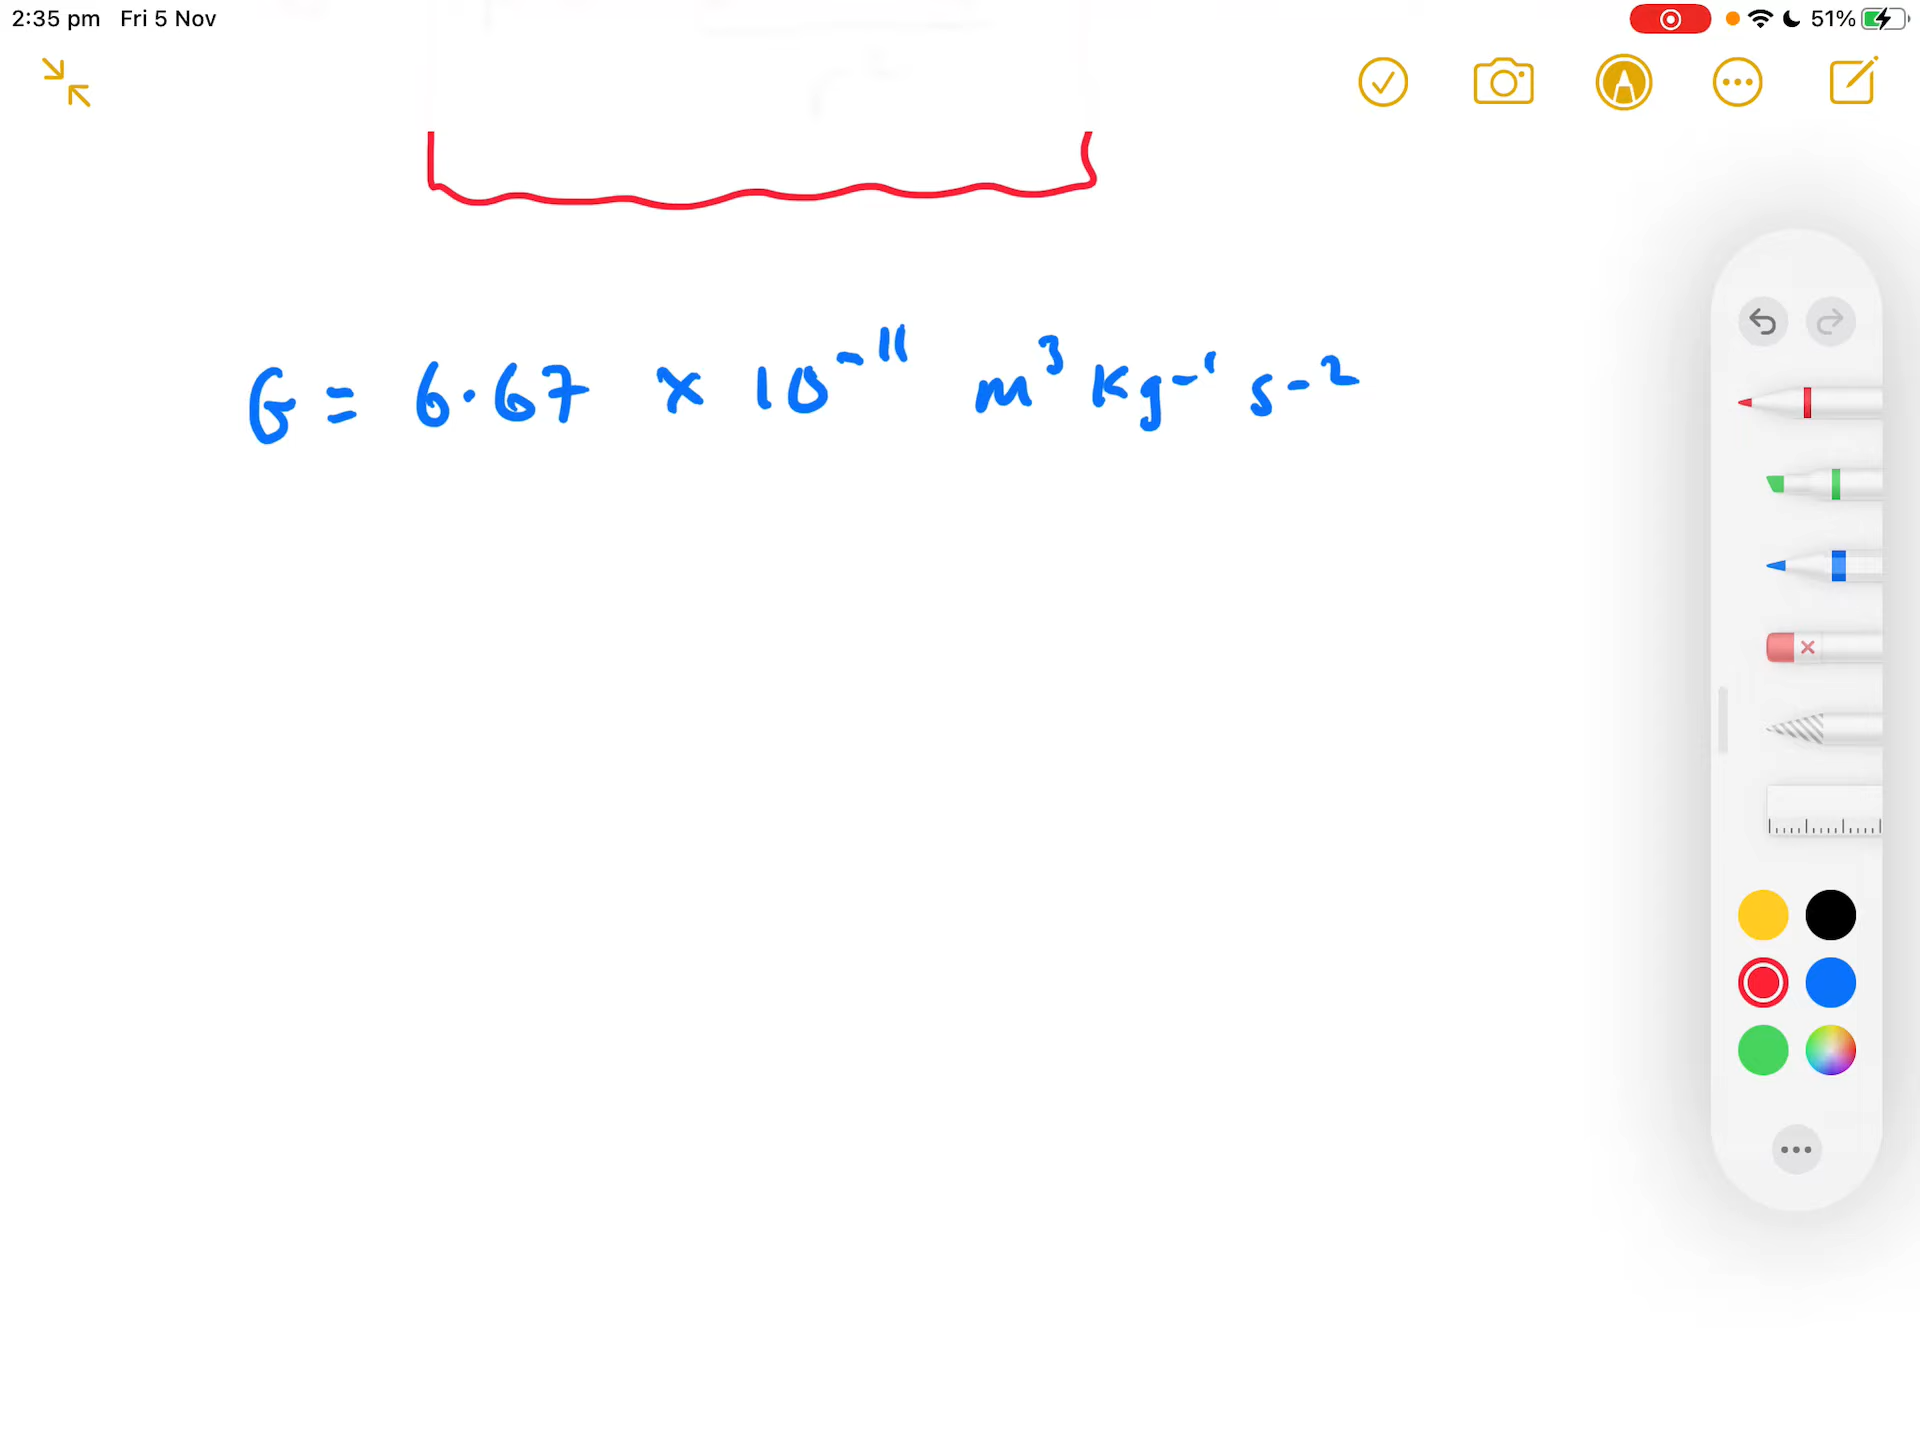 2:35 pm Fri 5 Nov 51%
G = 6.67 × 10⁻¹¹ m³ Kg⁻¹ s⁻²